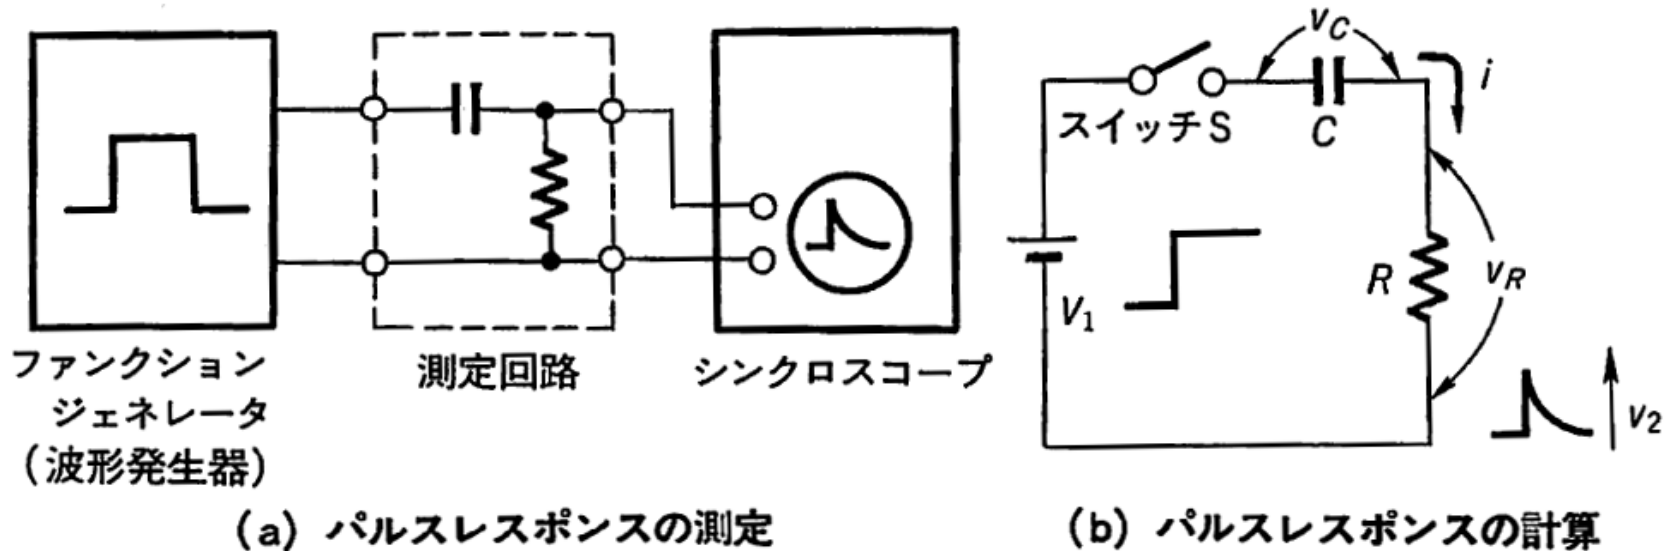 ファンクション
ジェネレータ
(波形発生器)
測定回路
シンクロスコープ
(a) パルスレスポンスの測定
vC
i
スイッチS
C
V1
R
vR
v2
(b) パルスレスポンスの計算